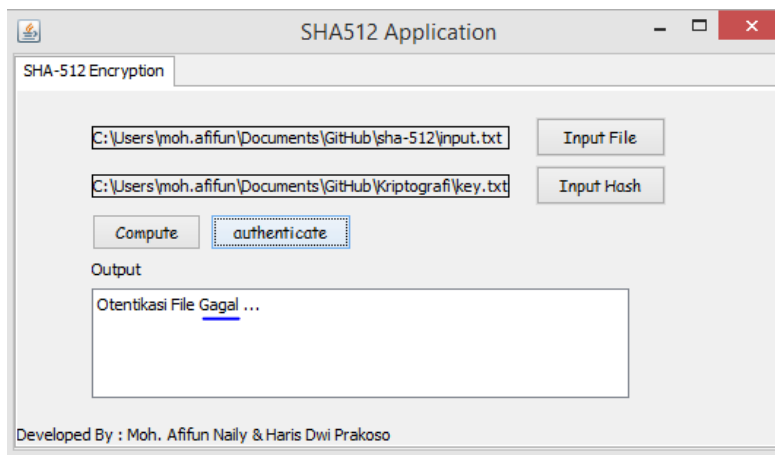 SHA512 Application
SHA-512 Encryption
C:\Users\moh.afifun\Documents\GitHub\sha-512\input.txt
Input File
C:\Users\moh.afifun\Documents\GitHub\Kriptografi\key.txt
Input Hash
Compute
authenticate
Output
Otentikasi File Gagal ...
Developed By : Moh. Afifun Naily & Haris Dwi Prakoso